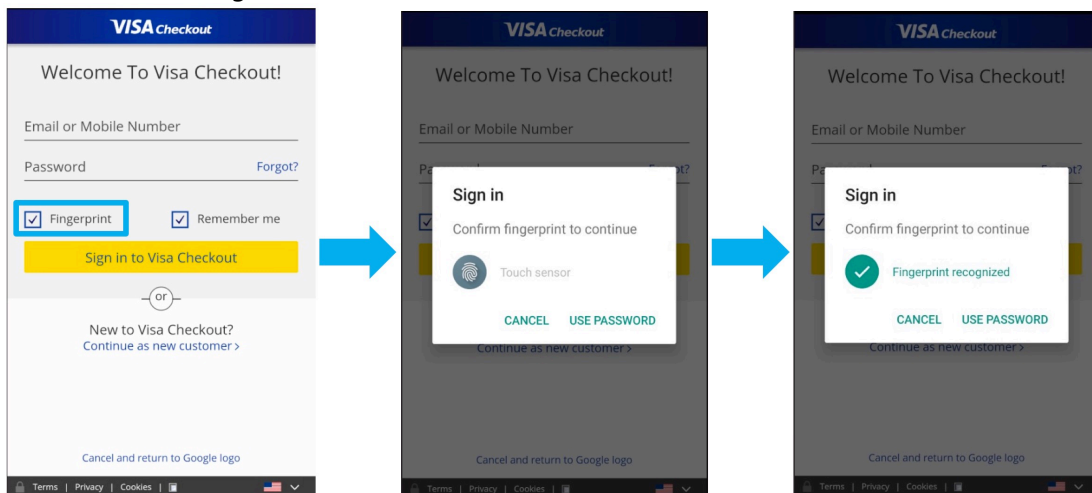 VISA Checkout
Welcome To Visa Checkout!
Email or Mobile Number
Password Forgot?
Fingerprint Remember me
Sign in to Visa Checkout
or
New to Visa Checkout?
Continue as new customer >
Cancel and return to Google logo
Terms | Privacy | Cookies |
VISA Checkout
Welcome To Visa Checkout!
Email or Mobile Number
Sign in
Confirm fingerprint to continue
Touch sensor
CANCEL USE PASSWORD
Continue as new customer >
Cancel and return to Google logo
Terms | Privacy | Cookies |
VISA Checkout
Welcome To Visa Checkout!
Email or Mobile Number
Sign in
Confirm fingerprint to continue
Fingerprint recognized
CANCEL USE PASSWORD
Continue as new customer >
Cancel and return to Google logo
Terms | Privacy | Cookies |